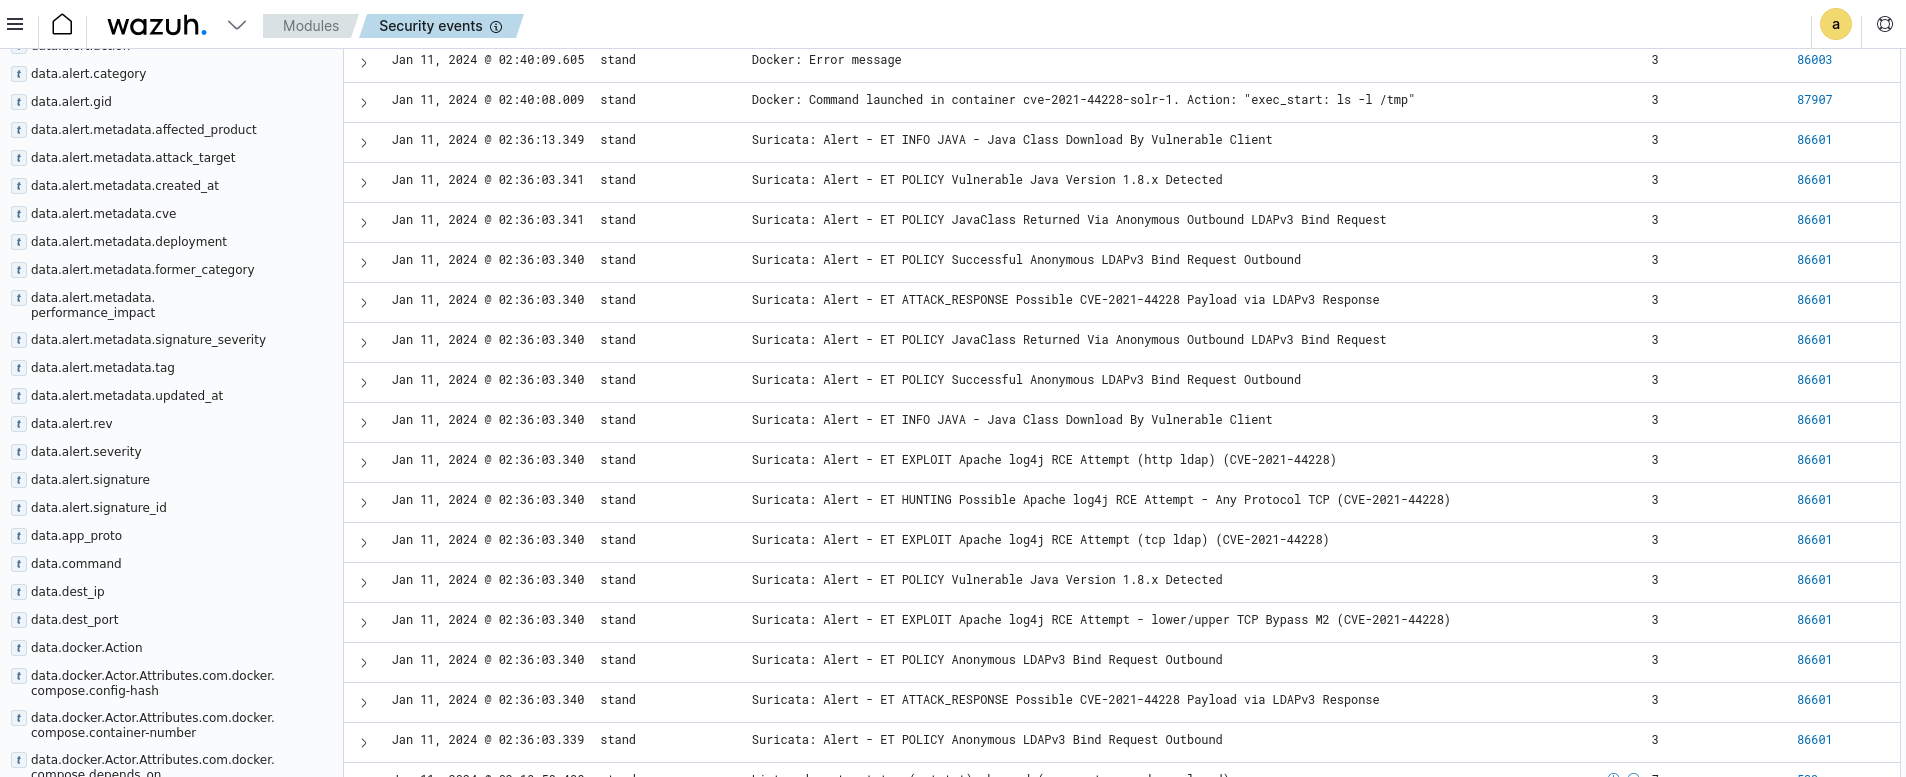 wazuh.
Modules
Security events
a
data.alert.category
data.alert.gid
data.alert.metadata.affected_product
data.alert.metadata.attack_target
data.alert.metadata.created_at
data.alert.metadata.cve
data.alert.metadata.deployment
data.alert.metadata.former_category
data.alert.metadata.
performance_impact
data.alert.metadata.signature_severity
data.alert.metadata.tag
data.alert.metadata.updated_at
data.alert.rev
data.alert.severity
data.alert.signature
data.alert.signature_id
data.app_proto
data.command
data.dest_ip
data.dest_port
data.docker.Action
data.docker.Actor.Attributes.com.docker.
compose.config-hash
data.docker.Actor.Attributes.com.docker.
compose.container-number
data.docker.Actor.Attributes.com.docker.
compose.depends_on
Jan 11, 2024 @ 02:40:09.605 stand Docker: Error message 3 86003
Jan 11, 2024 @ 02:40:08.009 stand Docker: Command launched in container cve-2021-44228-solr-1. Action: "exec_start: ls -l /tmp" 3 87907
Jan 11, 2024 @ 02:36:13.349 stand Suricata: Alert - ET INFO JAVA - Java Class Download By Vulnerable Client 3 86601
Jan 11, 2024 @ 02:36:03.341 stand Suricata: Alert - ET POLICY Vulnerable Java Version 1.8.x Detected 3 86601
Jan 11, 2024 @ 02:36:03.341 stand Suricata: Alert - ET POLICY JavaClass Returned Via Anonymous Outbound LDAPv3 Bind Request 3 86601
Jan 11, 2024 @ 02:36:03.340 stand Suricata: Alert - ET POLICY Successful Anonymous LDAPv3 Bind Request Outbound 3 86601
Jan 11, 2024 @ 02:36:03.340 stand Suricata: Alert - ET ATTACK_RESPONSE Possible CVE-2021-44228 Payload via LDAPv3 Response 3 86601
Jan 11, 2024 @ 02:36:03.340 stand Suricata: Alert - ET POLICY JavaClass Returned Via Anonymous Outbound LDAPv3 Bind Request 3 86601
Jan 11, 2024 @ 02:36:03.340 stand Suricata: Alert - ET POLICY Successful Anonymous LDAPv3 Bind Request Outbound 3 86601
Jan 11, 2024 @ 02:36:03.340 stand Suricata: Alert - ET INFO JAVA - Java Class Download By Vulnerable Client 3 86601
Jan 11, 2024 @ 02:36:03.340 stand Suricata: Alert - ET EXPLOIT Apache log4j RCE Attempt (http ldap) (CVE-2021-44228) 3 86601
Jan 11, 2024 @ 02:36:03.340 stand Suricata: Alert - ET HUNTING Possible Apache log4j RCE Attempt - Any Protocol TCP (CVE-2021-44228) 3 86601
Jan 11, 2024 @ 02:36:03.340 stand Suricata: Alert - ET EXPLOIT Apache log4j RCE Attempt (tcp ldap) (CVE-2021-44228) 3 86601
Jan 11, 2024 @ 02:36:03.340 stand Suricata: Alert - ET POLICY Vulnerable Java Version 1.8.x Detected 3 86601
Jan 11, 2024 @ 02:36:03.340 stand Suricata: Alert - ET EXPLOIT Apache log4j RCE Attempt - lower/upper TCP Bypass M2 (CVE-2021-44228) 3 86601
Jan 11, 2024 @ 02:36:03.340 stand Suricata: Alert - ET POLICY Anonymous LDAPv3 Bind Request Outbound 3 86601
Jan 11, 2024 @ 02:36:03.340 stand Suricata: Alert - ET ATTACK_RESPONSE Possible CVE-2021-44228 Payload via LDAPv3 Response 3 86601
Jan 11, 2024 @ 02:36:03.339 stand Suricata: Alert - ET POLICY Anonymous LDAPv3 Bind Request Outbound 3 86601